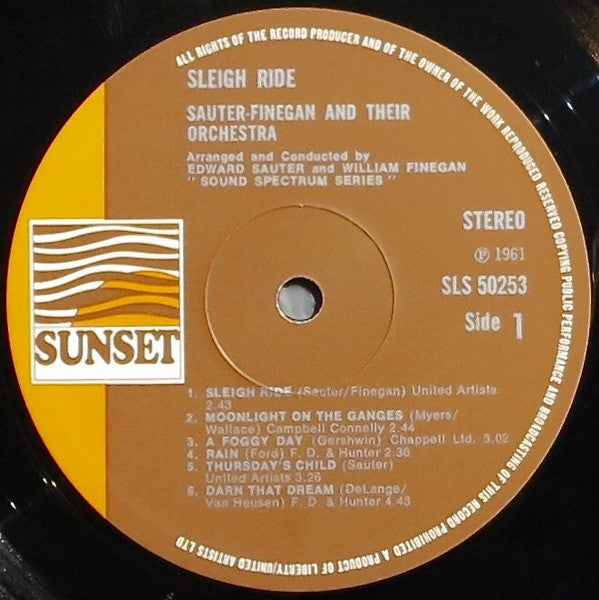 ALL RIGHTS OF THE RECORD PRODUCER AND OF THE OWNER OF THE WORK REPRODUCED RESERVED COPYING PUBLIC PERFORMANCE AND BROADCASTING OF THIS RECORD PROHIBITED A PRODUCT OF LIBERTY/UNITED ARTISTS LTD
SLEIGH RIDE
SAUTER-FINEGAN AND THEIR
ORCHESTRA
Arranged and Conducted by
EDWARD SAUTER and WILLIAM FINEGAN
" SOUND SPECTRUM SERIES "
STEREO
℗ 1961
SLS 50253
Side 1
SUNSET
1. SLEIGH RIDE (Sauter/Finegan) United Artists
2.43
2. MOONLIGHT ON THE GANGES (Myers/
Wallace) Campbell Connelly 2.44
3. A FOGGY DAY (Gershwin) Chappell Ltd. 3.02
4. RAIN (Ford) F. D. & Hunter 2.36
5. THURSDAY'S CHILD (Sauter)
United Artists 3.26
6. DARN THAT DREAM (DeLange/
Van Heusen) F. D. & Hunter 4.43